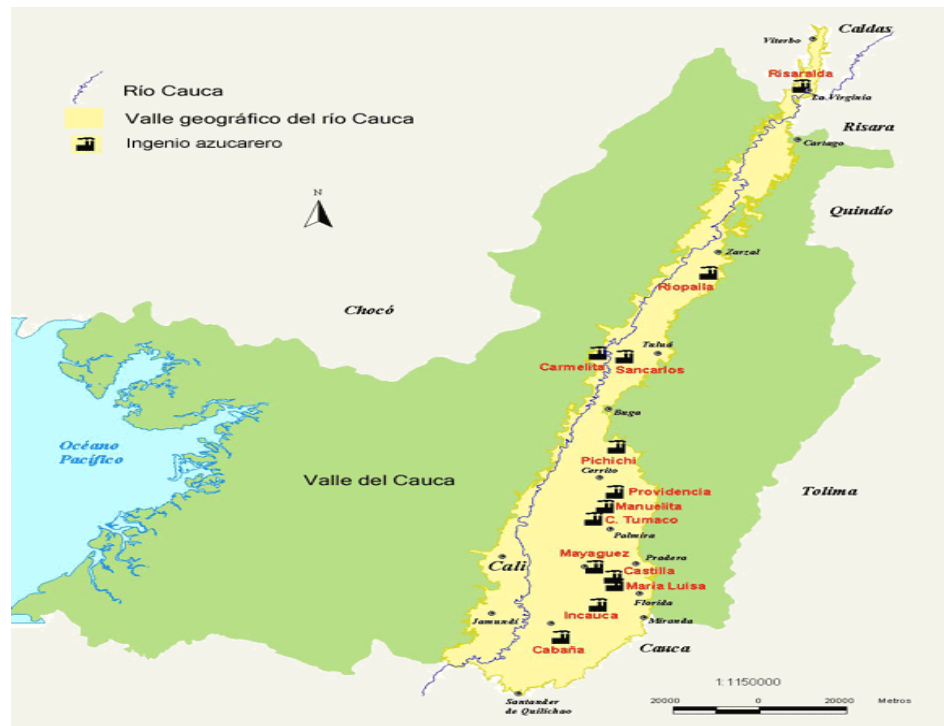 Río Cauca
Valle geográfico del río Cauca
Ingenio azucarero
N
Caldas
Viterbo
Risaralda
La Virginia
Risara
Cartago
Quindío
Zarzal
Riopaila
Chocó
Carmelita
Sancarlos
Tuluá
Buga
Océano
Pacífico
Pichichi
Cerrito
Valle del Cauca
Providencia
Manuelita
C. Tumaco
Palmira
Tolima
Mayaguez
Pradera
Cali
Castilla
Maria Luisa
Florida
Incauca
Jamundí
Miranda
Cabaña
Cauca
Santander
de Quilichao
1: 1150000
20000 0 20000 Metros